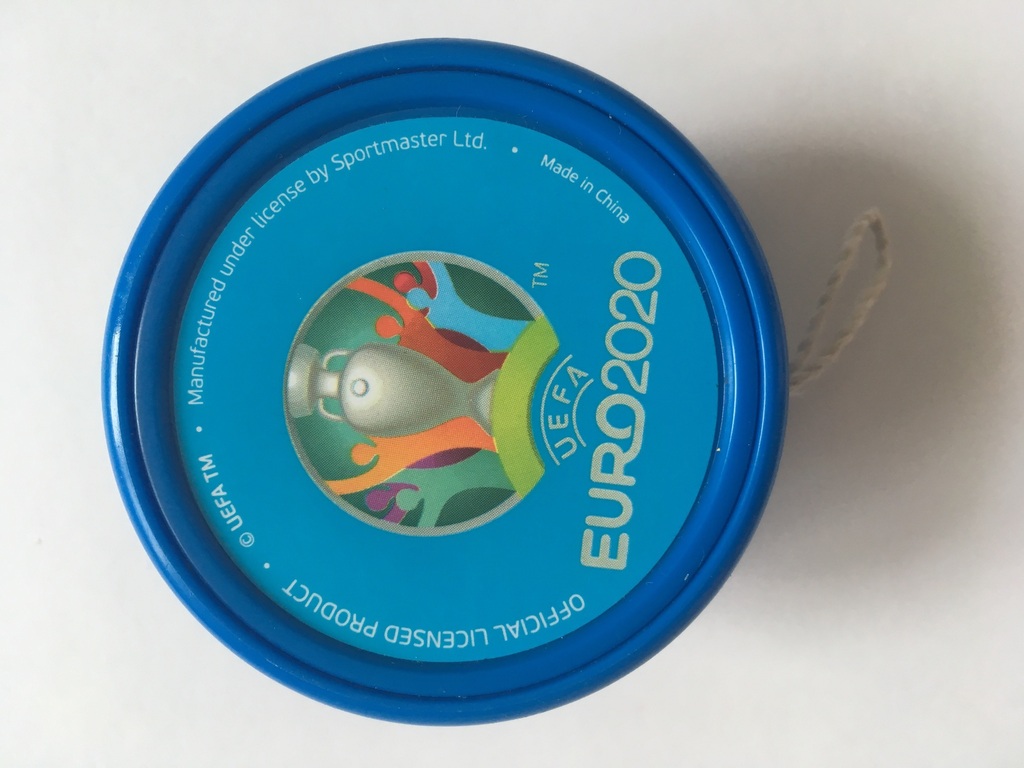 OFFICIAL LICENSED PRODUCT • © UEFA TM • Manufactured under license by Sportmaster Ltd. • Made in China
TM
UEFA
EURO2020